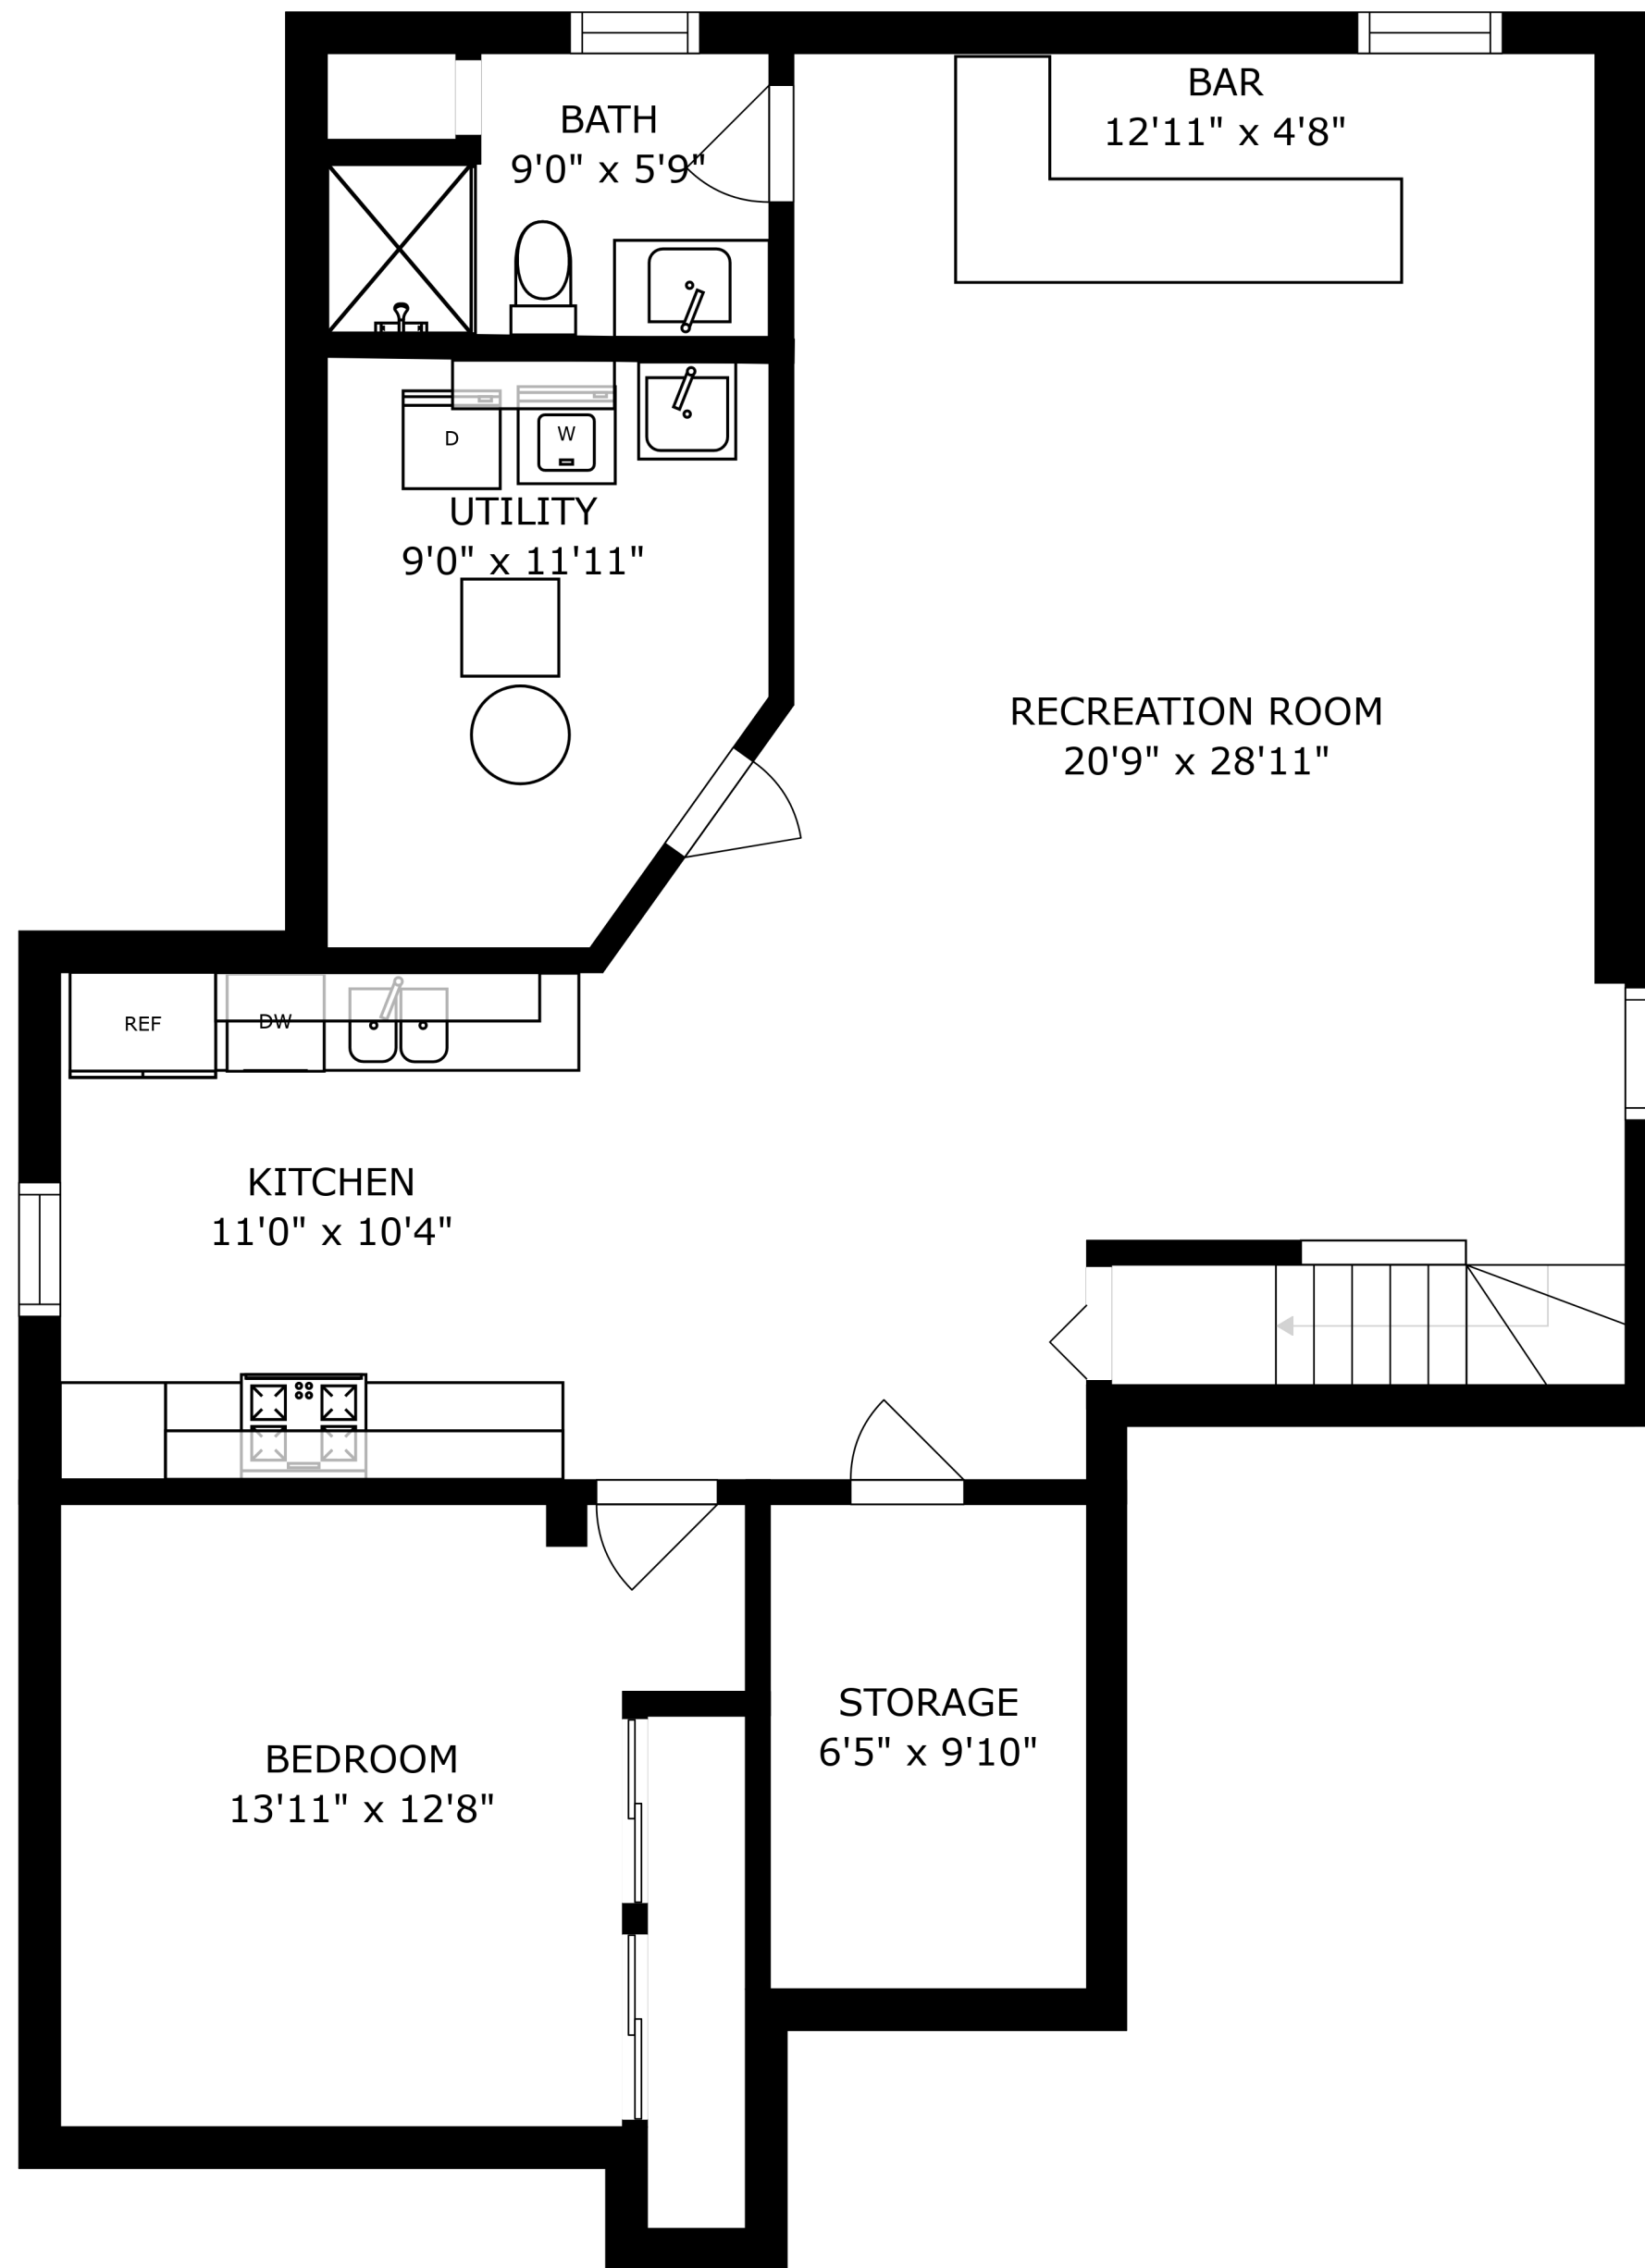 BATH
9'0" x 5'9"
BAR
12'11" x 4'8"
D
W
UTILITY
9'0" x 11'11"
RECREATION ROOM
20'9" x 28'11"
REF
DW
KITCHEN
11'0" x 10'4"
STORAGE
6'5" x 9'10"
BEDROOM
13'11" x 12'8"